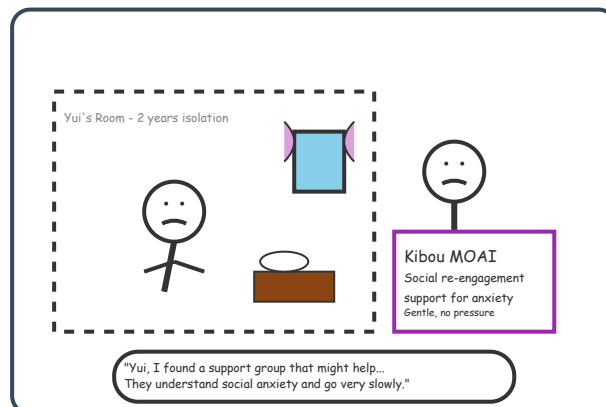 Yui's Room - 2 years isolation
Kibou MOAI
Social re-engagement
support for anxiety
Gentle, no pressure
"Yui, I found a support group that might help...
They understand social anxiety and go very slowly."